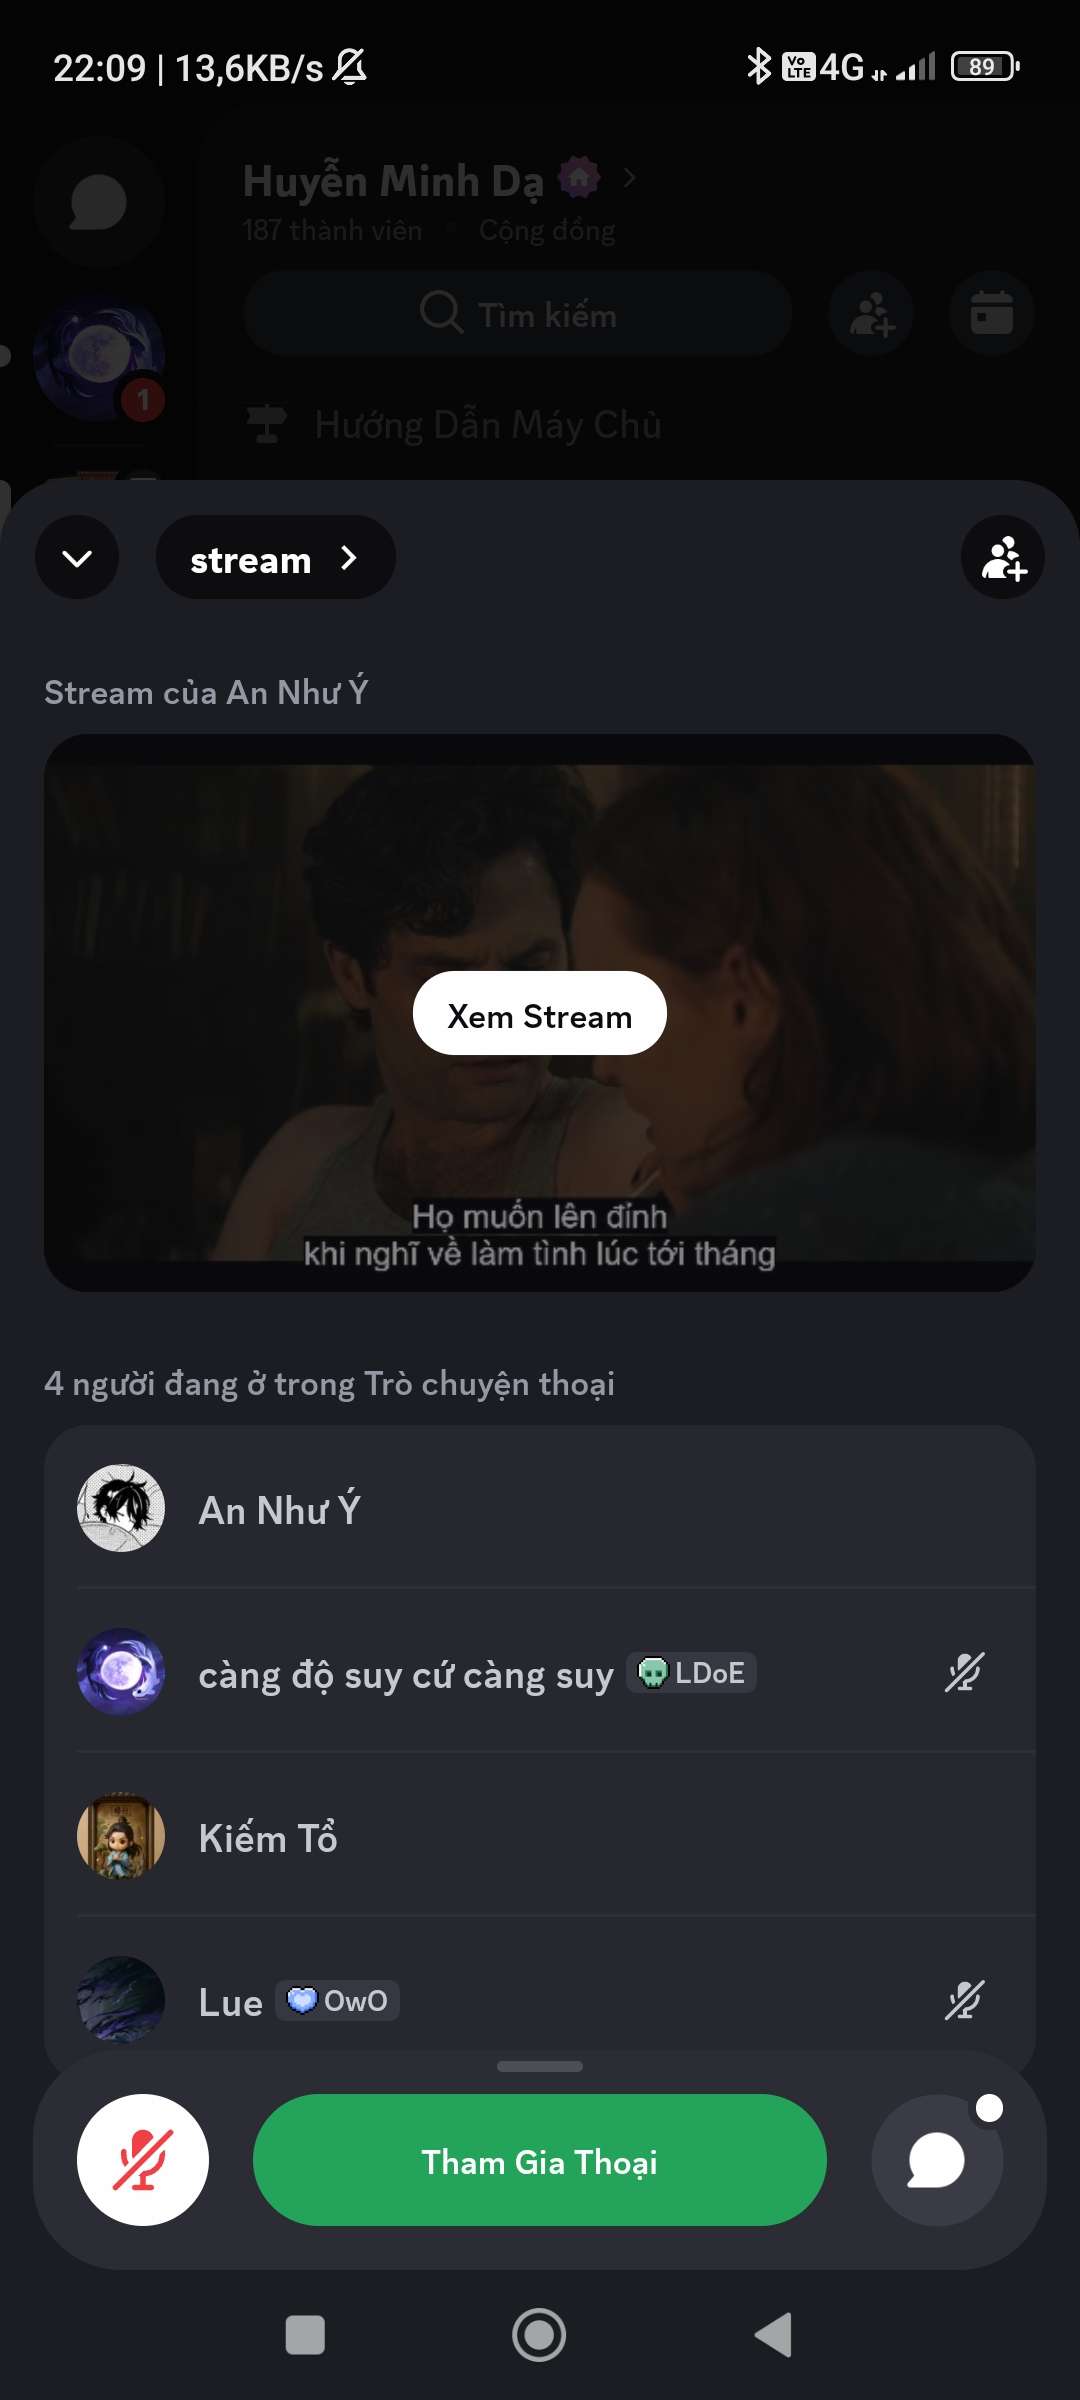 22:09 | 13,6KB/s
Vo LTE 4G 89
Huyễn Minh Dạ
187 thành viên
Cộng đồng
Tìm kiếm
1
Hướng Dẫn Máy Chủ
stream
Stream của An Như Ý
Xem Stream
Họ muốn lên đỉnh
khi nghĩ về làm tình lúc tới tháng
4 người đang ở trong Trò chuyện thoại
An Như Ý
càng độ suy cứ càng suy LDoE
Kiếm Tổ
Lue OwO
Tham Gia Thoại